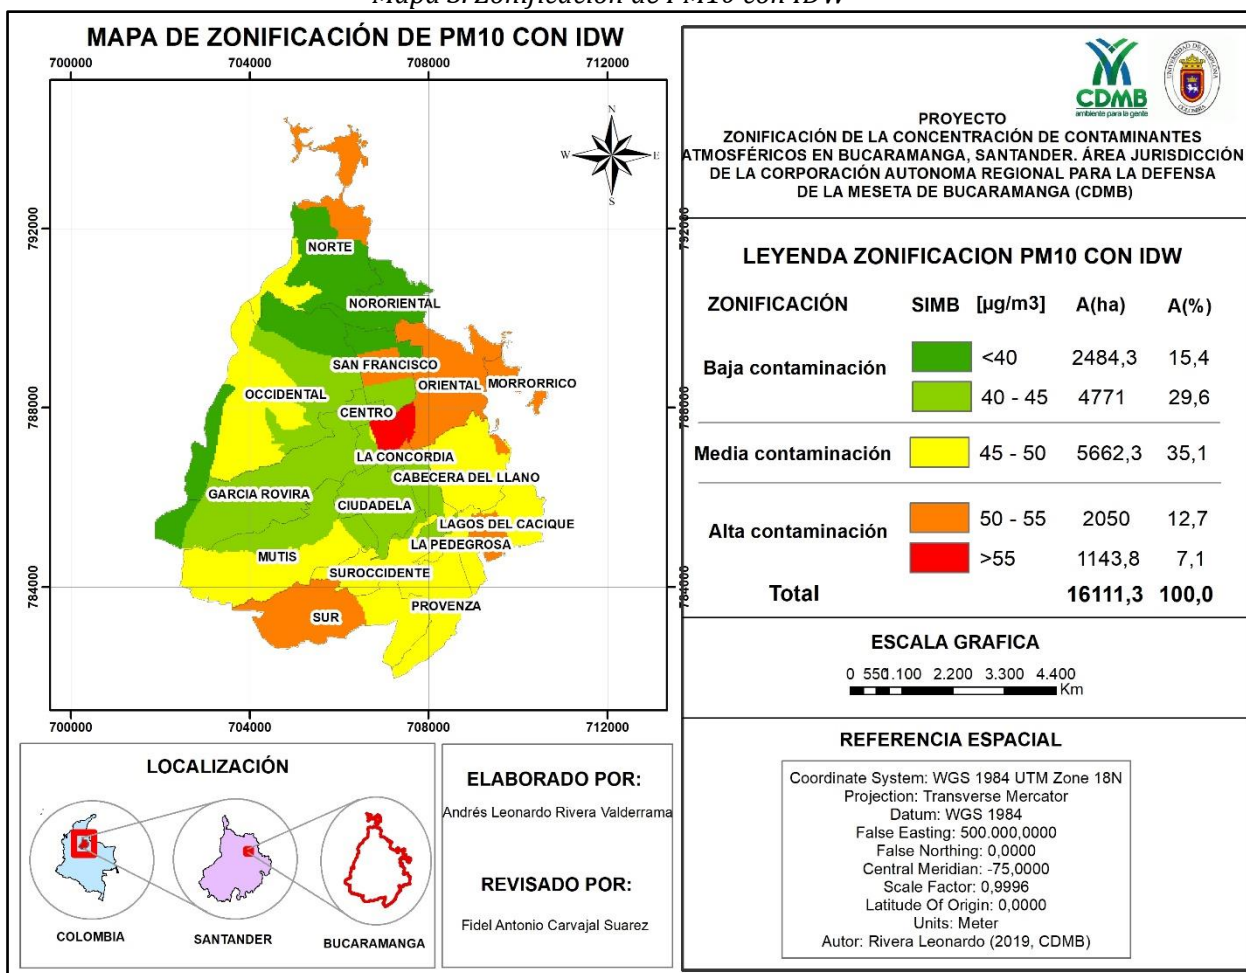 Mapa 3. Zonificación de PM10 con IDW
MAPA DE ZONIFICACIÓN DE PM10 CON IDW
700000 704000 708000 712000
792000
788000
784000
N
W E
S
NORTE
NORORIENTAL
SAN FRANCISCO
ORIENTAL
MORRORRICO
OCCIDENTAL
CENTRO
LA CONCORDIA
CABECERA DEL LLANO
GARCIA ROVIRA
CIUDADELA
LAGOS DEL CACIQUE
LA PEDEGROSA
MUTIS
SUROCCIDENTE
PROVENZA
SUR
792000
788000
784000
700000 704000 708000 712000
LOCALIZACIÓN
COLOMBIA
SANTANDER
BUCARAMANGA
ELABORADO POR:
Andrés Leonardo Rivera Valderrama
REVISADO POR:
Fidel Antonio Carvajal Suarez
CDMB
ambiente para la gente
UNIVERSIDAD DE PAMPLONA
COLOMBIA
PROYECTO
ZONIFICACIÓN DE LA CONCENTRACIÓN DE CONTAMINANTES
ATMOSFÉRICOS EN BUCARAMANGA, SANTANDER. ÁREA JURISDICCIÓN
DE LA CORPORACIÓN AUTONOMA REGIONAL PARA LA DEFENSA
DE LA MESETA DE BUCARAMANGA (CDMB)
LEYENDA ZONIFICACION PM10 CON IDW
ZONIFICACIÓN SIMB [µg/m3] A(ha) A(%)
Baja contaminación
<40 2484,3 15,4
40 - 45 4771 29,6
Media contaminación 45 - 50 5662,3 35,1
Alta contaminación
50 - 55 2050 12,7
>55 1143,8 7,1
Total 16111,3 100,0
ESCALA GRAFICA
0 550 1.100 2.200 3.300 4.400
Km
REFERENCIA ESPACIAL
Coordinate System: WGS 1984 UTM Zone 18N
Projection: Transverse Mercator
Datum: WGS 1984
False Easting: 500.000,0000
False Northing: 0,0000
Central Meridian: -75,0000
Scale Factor: 0,9996
Latitude Of Origin: 0,0000
Units: Meter
Autor: Rivera Leonardo (2019, CDMB)